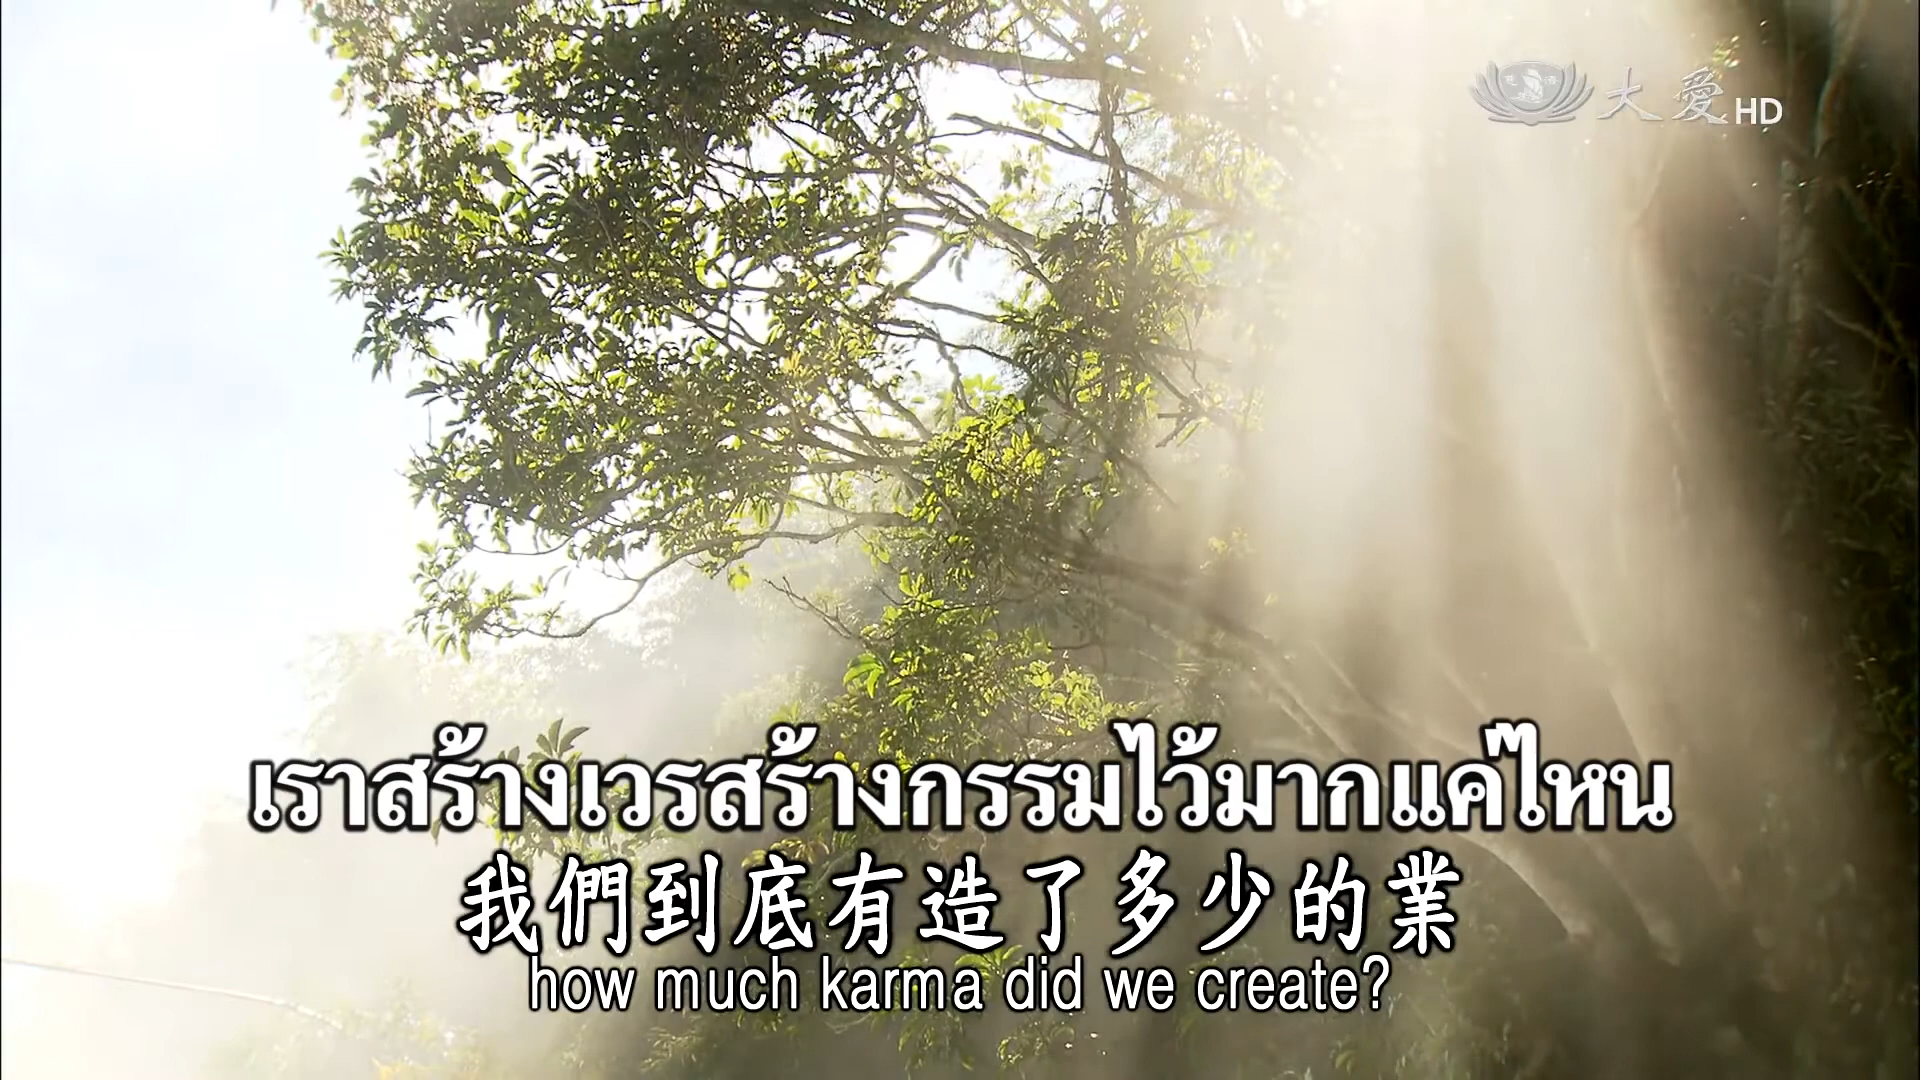 大愛HD
เราสร้างเวรสร้างกรรมไว้มากแค่ไหน
我們到底有造了多少的業
how much karma did we create?